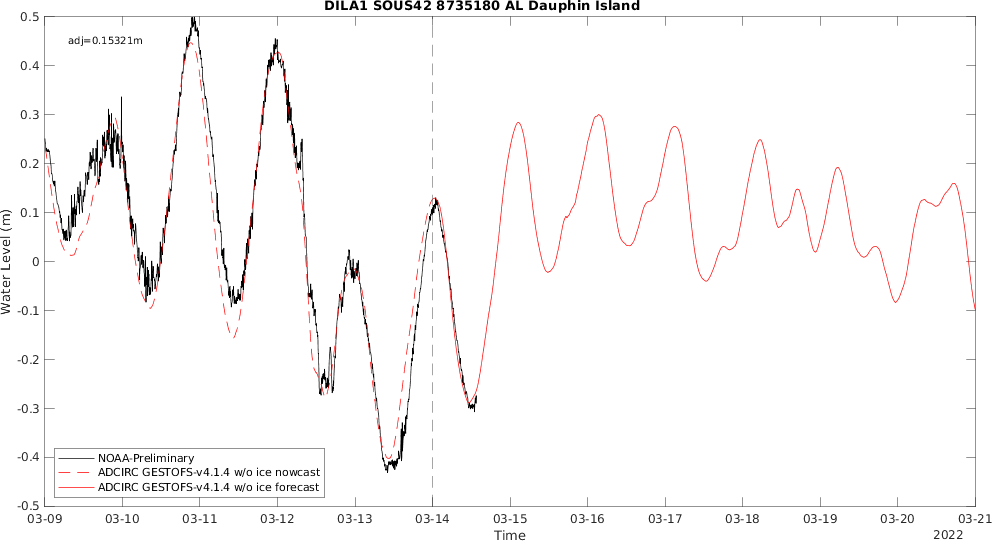 DILA1 SOUS42 8735180 AL Dauphin Island
adj=0.15321m
0.5
0.4
0.3
0.2
0.1
0
-0.1
-0.2
-0.3
-0.4
-0.5
Water Level (m)
NOAA-Preliminary
ADCIRC GESTOFS-v4.1.4 w/o ice nowcast
ADCIRC GESTOFS-v4.1.4 w/o ice forecast
03-09 03-10 03-11 03-12 03-13 03-14 03-15 03-16 03-17 03-18 03-19 03-20 03-21
Time
2022